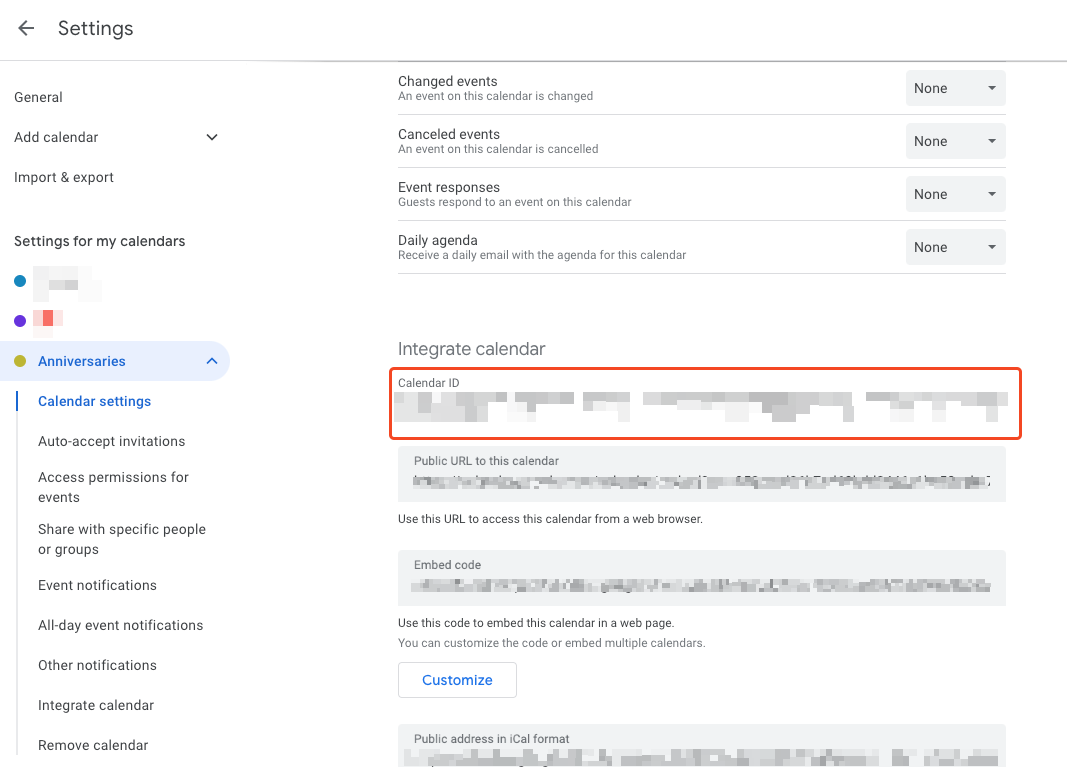 Settings
General
Add calendar
Import & export
Settings for my calendars
Anniversaries
Calendar settings
Auto-accept invitations
Access permissions for
events
Share with specific people
or groups
Event notifications
All-day event notifications
Other notifications
Integrate calendar
Remove calendar
Changed events
An event on this calendar is changed
None
Canceled events
An event on this calendar is cancelled
None
Event responses
Guests respond to an event on this calendar
None
Daily agenda
Receive a daily email with the agenda for this calendar
None
Integrate calendar
Calendar ID
Public URL to this calendar
Use this URL to access this calendar from a web browser.
Embed code
Use this code to embed this calendar in a web page.
You can customize the code or embed multiple calendars.
Customize
Public address in iCal format